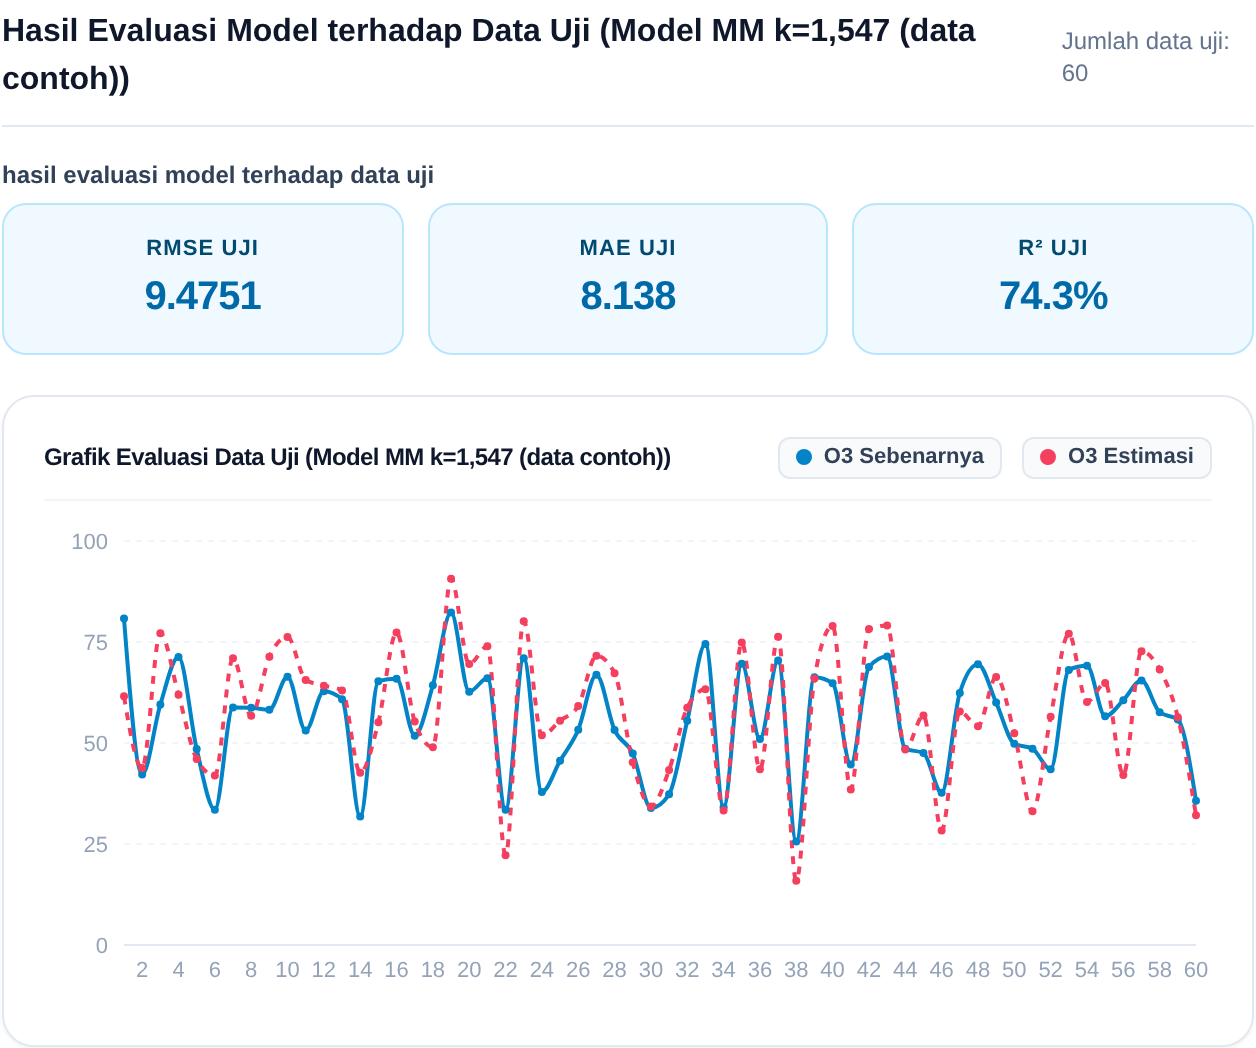 Hasil Evaluasi Model terhadap Data Uji (Model MM k=1,547 (data
contoh))
Jumlah data uji:
60
hasil evaluasi model terhadap data uji
RMSE UJI
9.4751
MAE UJI
8.138
R² UJI
74.3%
Grafik Evaluasi Data Uji (Model MM k=1,547 (data contoh))
O3 Sebenarnya
O3 Estimasi
100
75
50
25
0
2 4 6 8 10 12 14 16 18 20 22 24 26 28 30 32 34 36 38 40 42 44 46 48 50 52 54 56 58 60